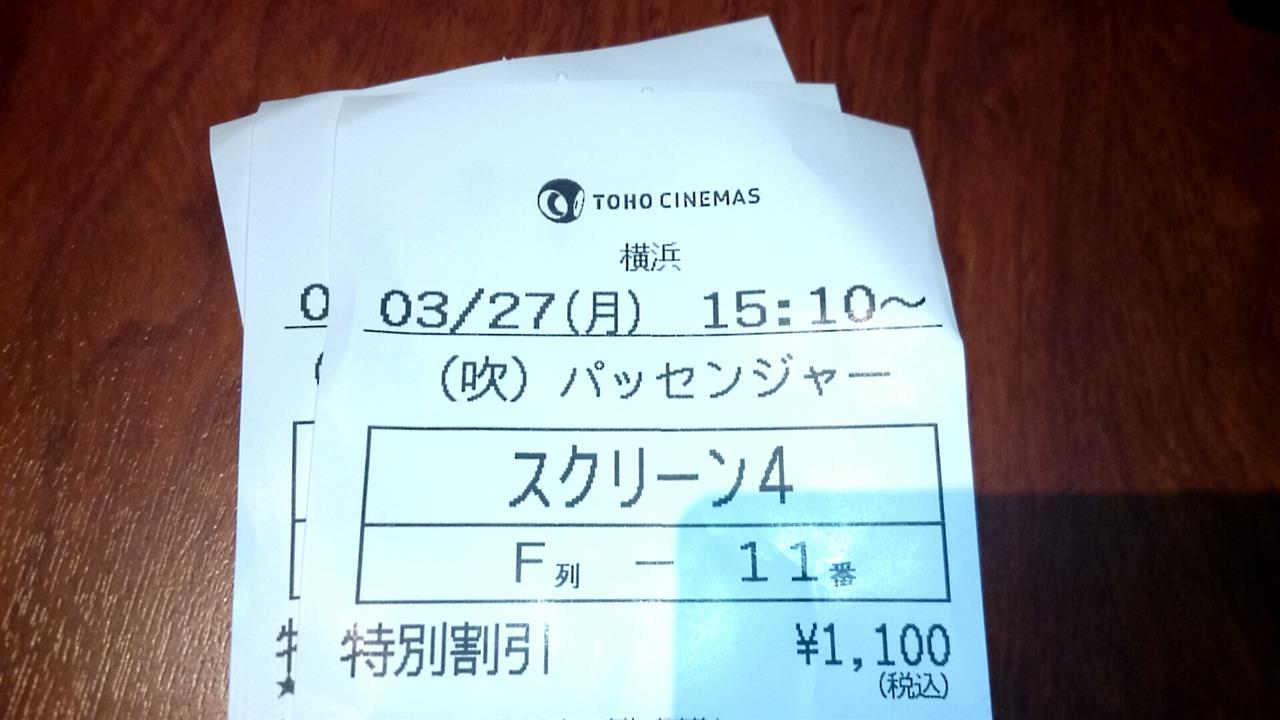 TOHO CINEMAS
横浜
03/27(月) 15:10～
(吹) パッセンジャー
スクリーン4
F列 － 11番
特別割引 ¥1,100
(税込)